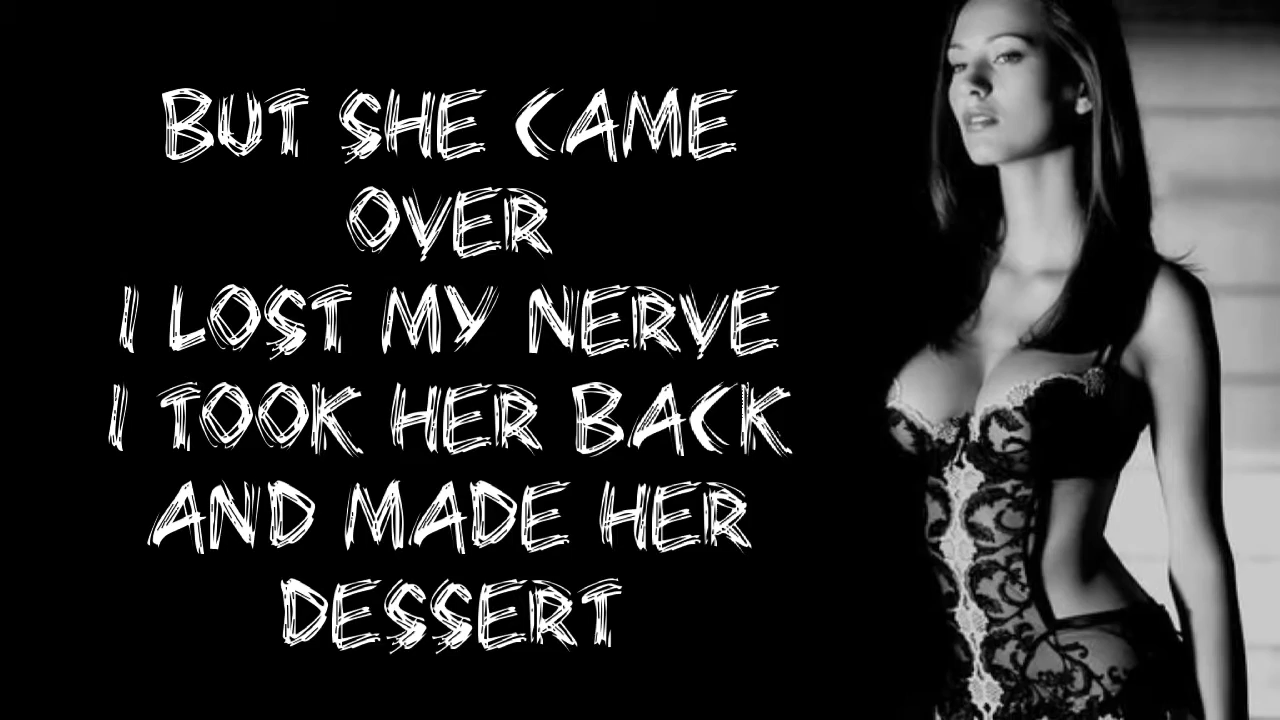 BUT SHE CAME
OVER
I LOST MY NERVE
I TOOK HER BACK
AND MADE HER
DESSERT